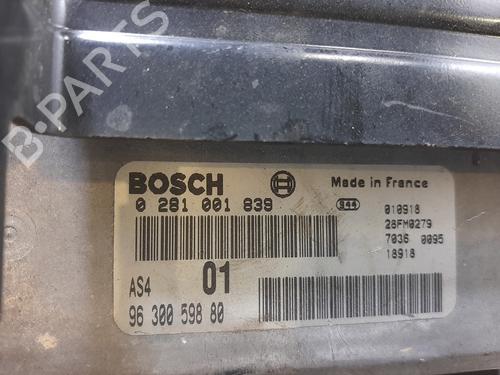 B-PARTS
BOSCH Made in France
0 281 001 839 S44 010918
28FM0279
7036 0095
18918
AS4 01
96 300 598 80